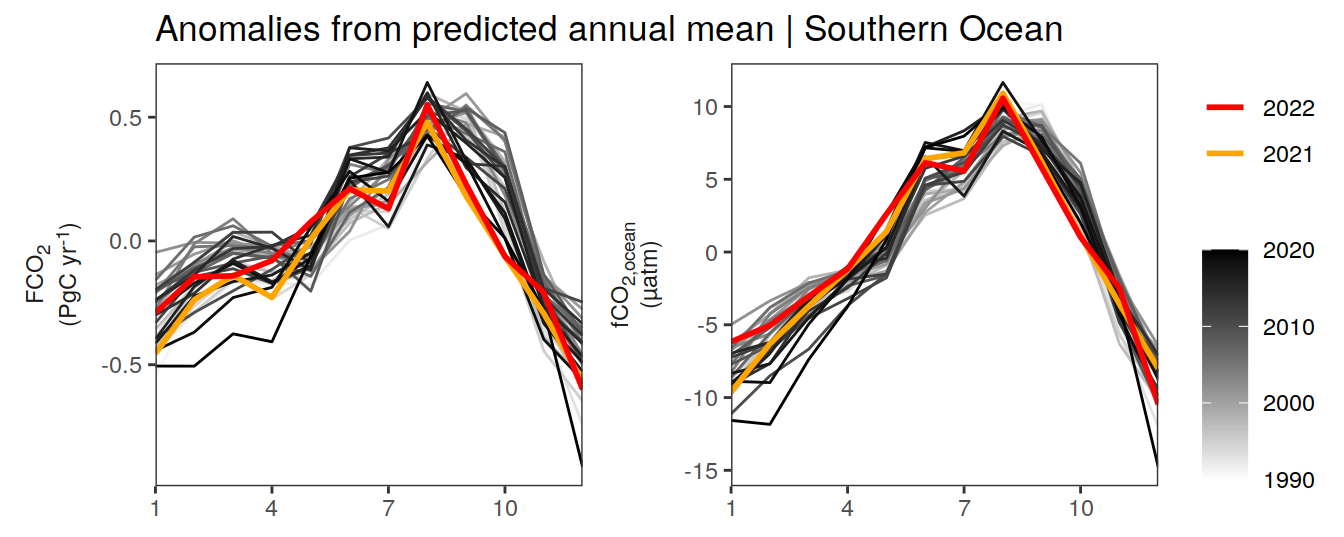 Anomalies from predicted annual mean | Southern Ocean
FCO₂
(PgC yr⁻¹)
0.5
0.0
-0.5
1 4 7 10
fCO₂,ocean
(µatm)
10
5
0
-5
-10
-15
1 4 7 10
2022
2021
2020
2010
2000
1990